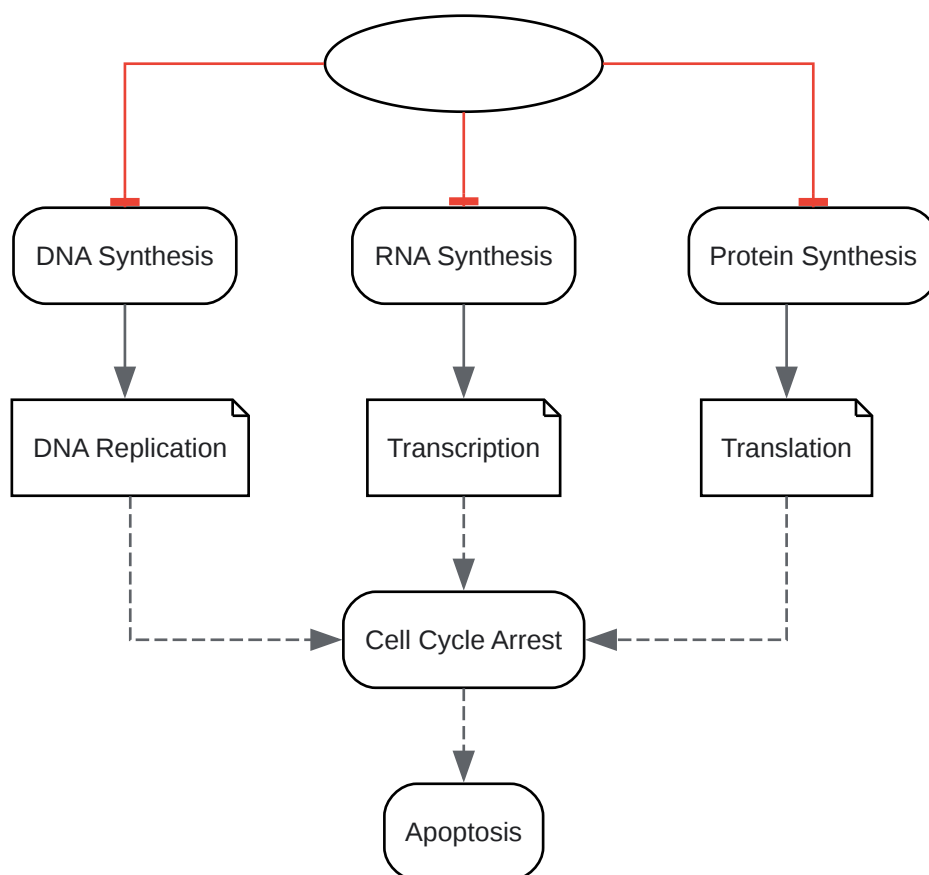 DNA Synthesis
RNA Synthesis
Protein Synthesis
DNA Replication
Transcription
Translation
Cell Cycle Arrest
Apoptosis